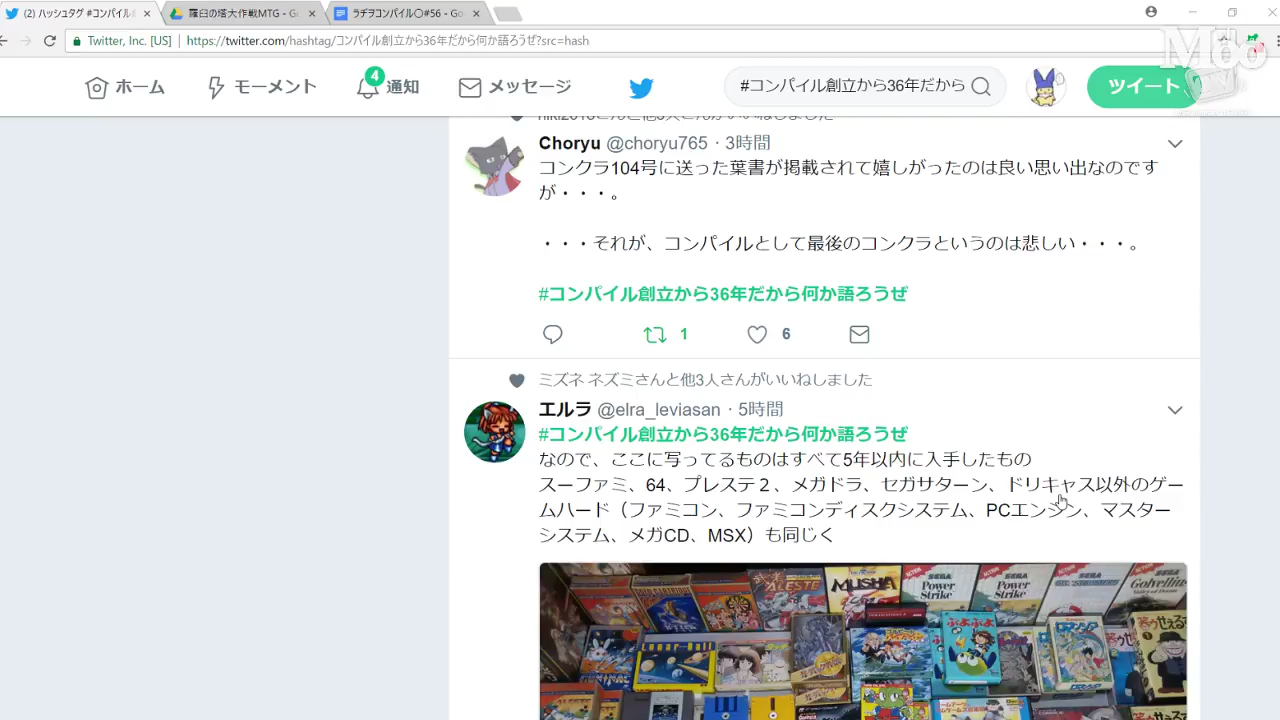 (2) ハッシュタグ #コンパイル
羅臼の塔大作戦MTG - G
ラヂヲコンパイル〇#56 - Go
Twitter, Inc. [US]
https://twitter.com/hashtag/コンパイル創立から36年だから何か語ろうぜ?src=hash
Möo
ホーム
モーメント
4
通知
メッセージ
#コンパイル創立から36年だから
ツイート
Choryu @choryu765 · 3時間
コンクラ104号に送った葉書が掲載されて嬉しがったのは良い思い出なのです
が・・・。
・・・それが、コンパイルとして最後のコンクラというのは悲しい・・・。
#コンパイル創立から36年だから何か語ろうぜ
1
6
ミズネ ネズミさんと他3人さんがいいねしました
エルラ @elra_leviasan · 5時間
#コンパイル創立から36年だから何か語ろうぜ
なので、ここに写ってるものはすべて5年以内に入手したもの
スーファミ、64、プレステ２、メガドラ、セガサターン、ドリキャス以外のゲー
ムハード（ファミコン、ファミコンディスクシステム、PCエンジン、マスター
システム、メガCD、MSX）も同じく
ALESTE
MUSHA
SEGA
Power
Strike
SEGA
Power
Strike
Golvellius
Lunar-Ball
ぷよぷよ